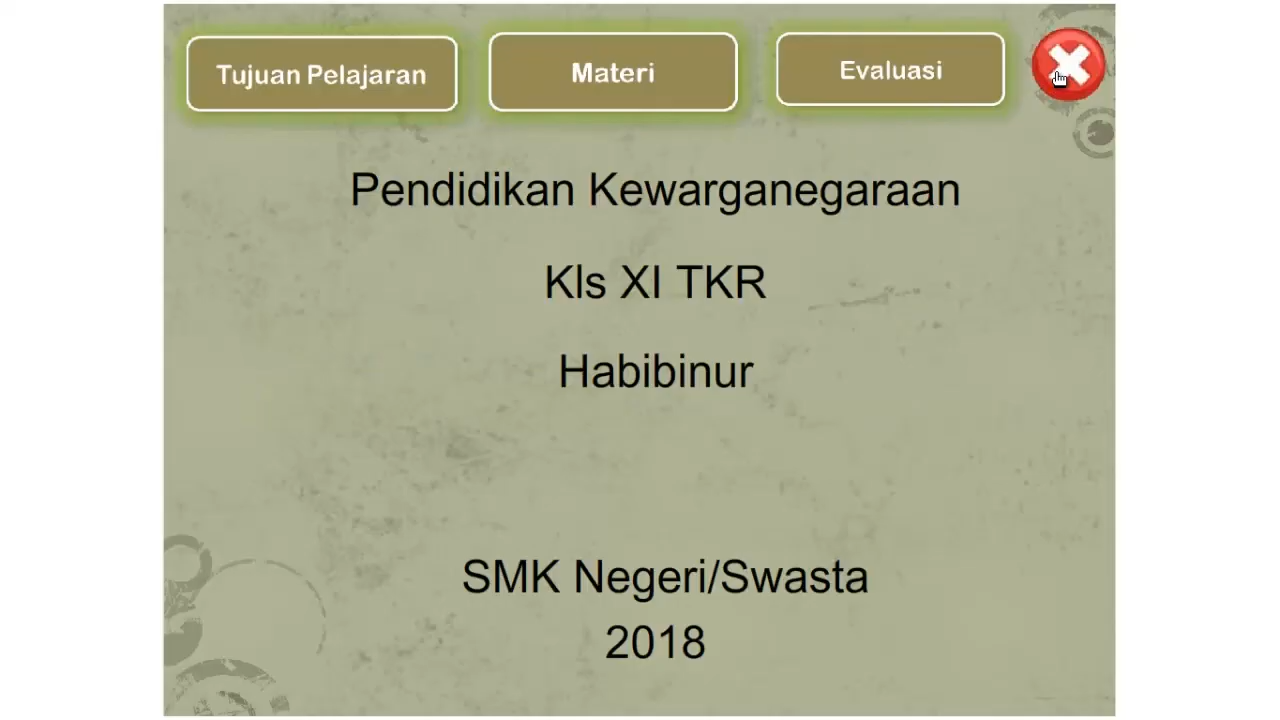 Tujuan Pelajaran
Materi
Evaluasi
Pendidikan Kewarganegaraan
Kls XI TKR
Habibinur
SMK Negeri/Swasta
2018